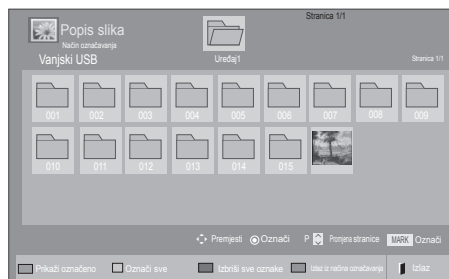 Stranica 1/1
Popis slika
Način označavanja
Vanjski USB
Uređaj1
Stranica 1/1
001 002 003 004 005 006 007 008 009
010 011 012 013 014 015
Premjesti Označi P Promjena stranice MARK Označi
Prikaži označeno Označi sve Izbriši sve oznake Izlaz iz načina označavanja Izlaz